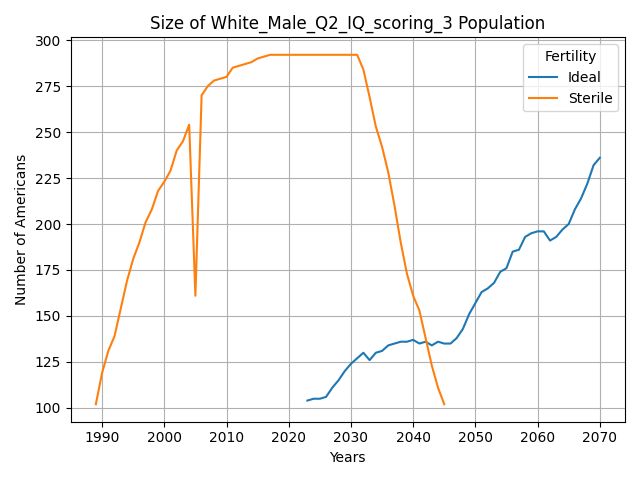 Size of White_Male_Q2_IQ_scoring_3 Population
Number of Americans
300
275
250
225
200
175
150
125
100
Fertility
Ideal
Sterile
1990 2000 2010 2020 2030 2040 2050 2060 2070
Years